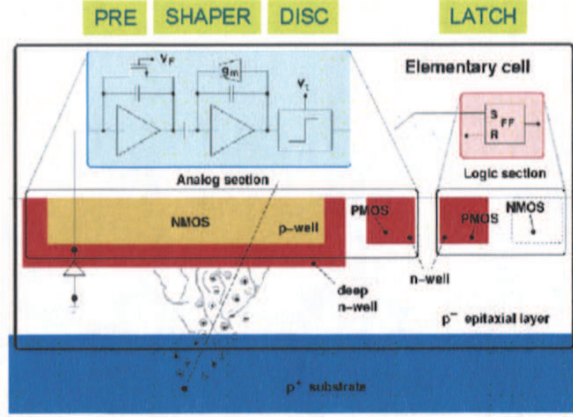 PRE SHAPER DISC LATCH
Elementary cell
V_F
g_m
V_t
S
FF
R
Analog section
Logic section
NMOS
p-well
PMOS
PMOS
NMOS
n-well
deep
n-well
p⁻ epitaxial layer
p⁺ substrate